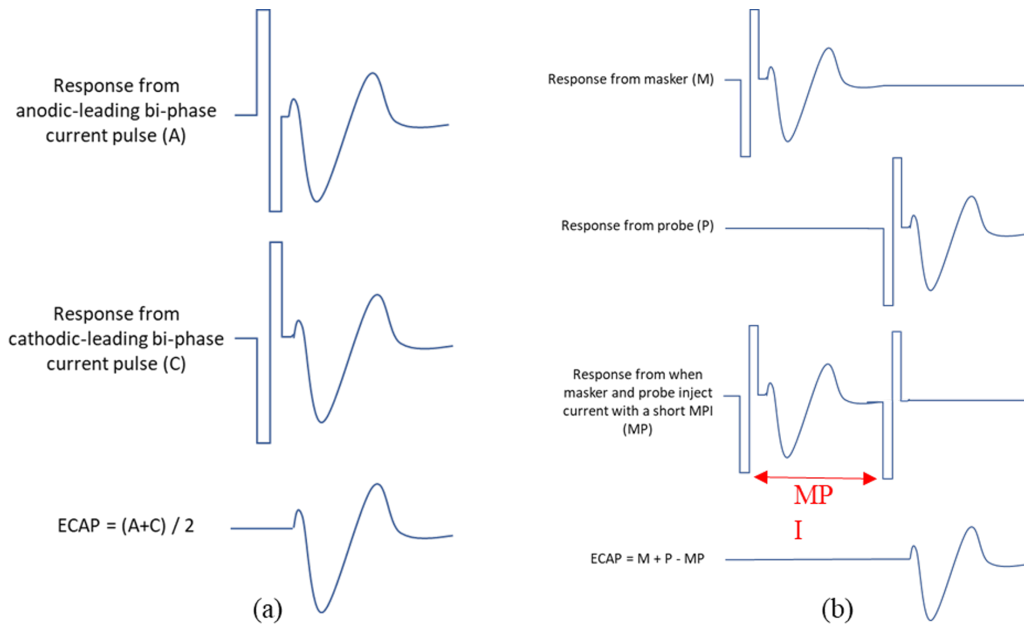 Response from
anodic-leading bi-phase
current pulse (A)
Response from
cathodic-leading bi-phase
current pulse (C)
ECAP = (A+C) / 2
(a)
Response from masker (M)
Response from probe (P)
Response from when
masker and probe inject
current with a short MPI
(MP)
MP
I
ECAP = M + P - MP
(b)